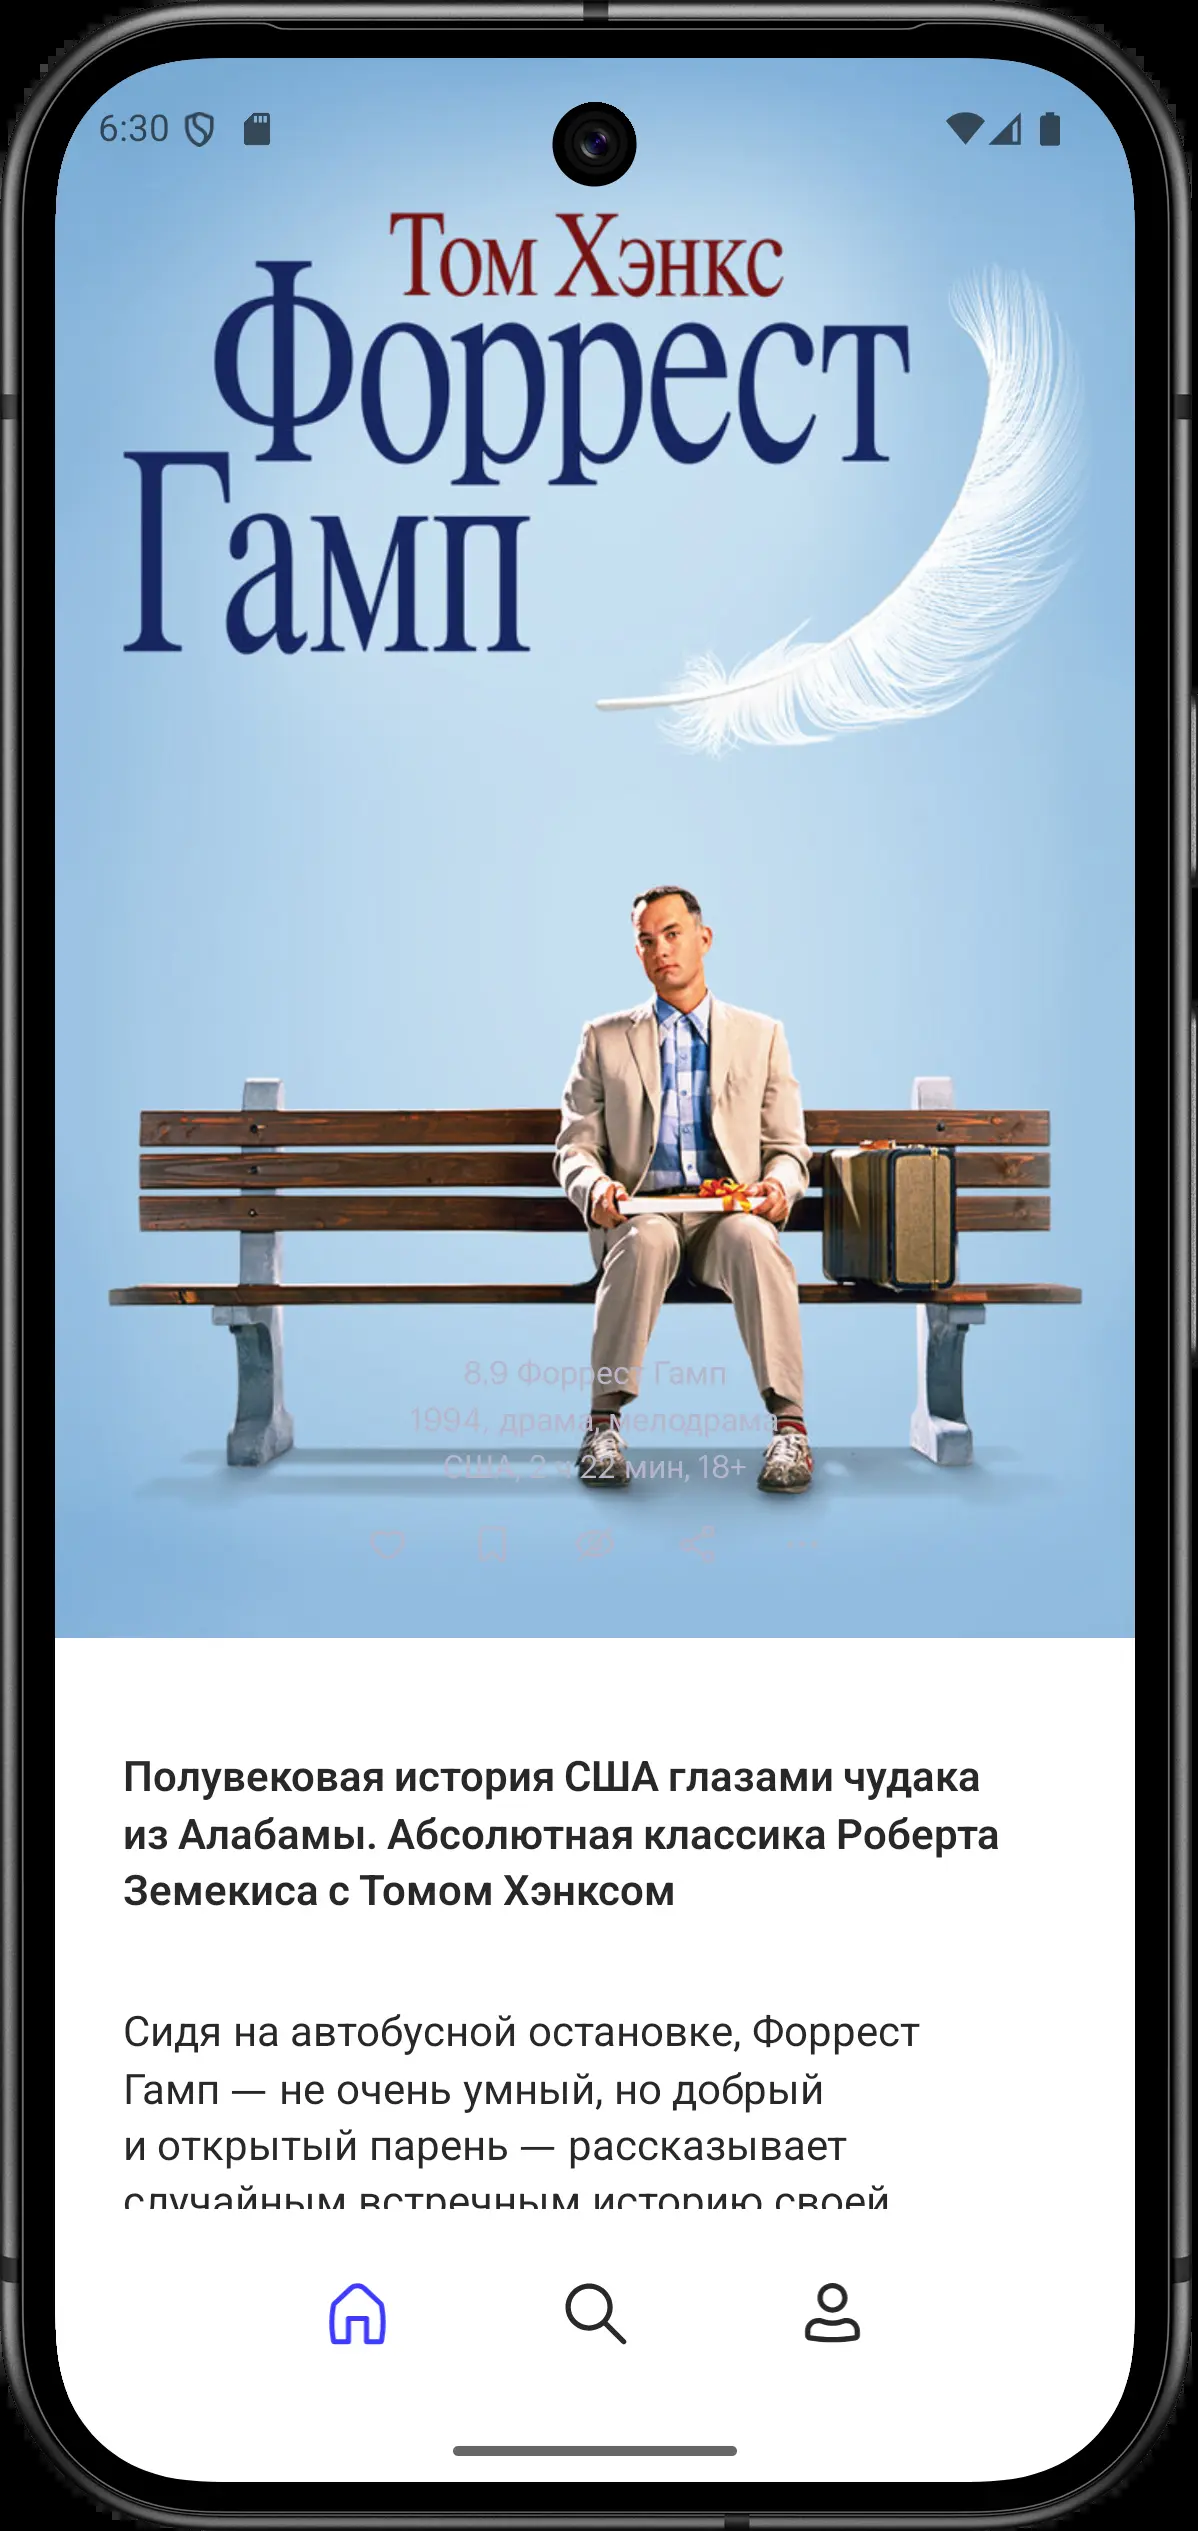 6:30
Том Хэнкс
Форрест
Гамп
8.9 Форрест Гамп
1994, драма, мелодрама
США, 2 ч 22 мин, 18+
Полувековая история США глазами чудака
из Алабамы. Абсолютная классика Роберта
Земекиса с Томом Хэнксом
Сидя на автобусной остановке, Форрест
Гамп — не очень умный, но добрый
и открытый парень — рассказывает
случайным встречным историю своей